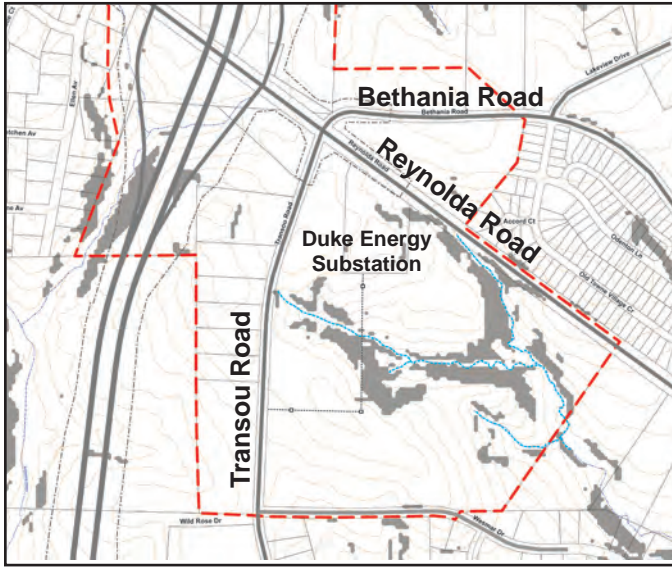 Lakeview Drive
Ellen Av
Bethania Road
Bethania Road
Reynolda Road
Reynolda Road
Transou Road
Accord Ct
Duke Energy
Substation
Old Towne Village Cr
Transou Road
Wild Rose Dr